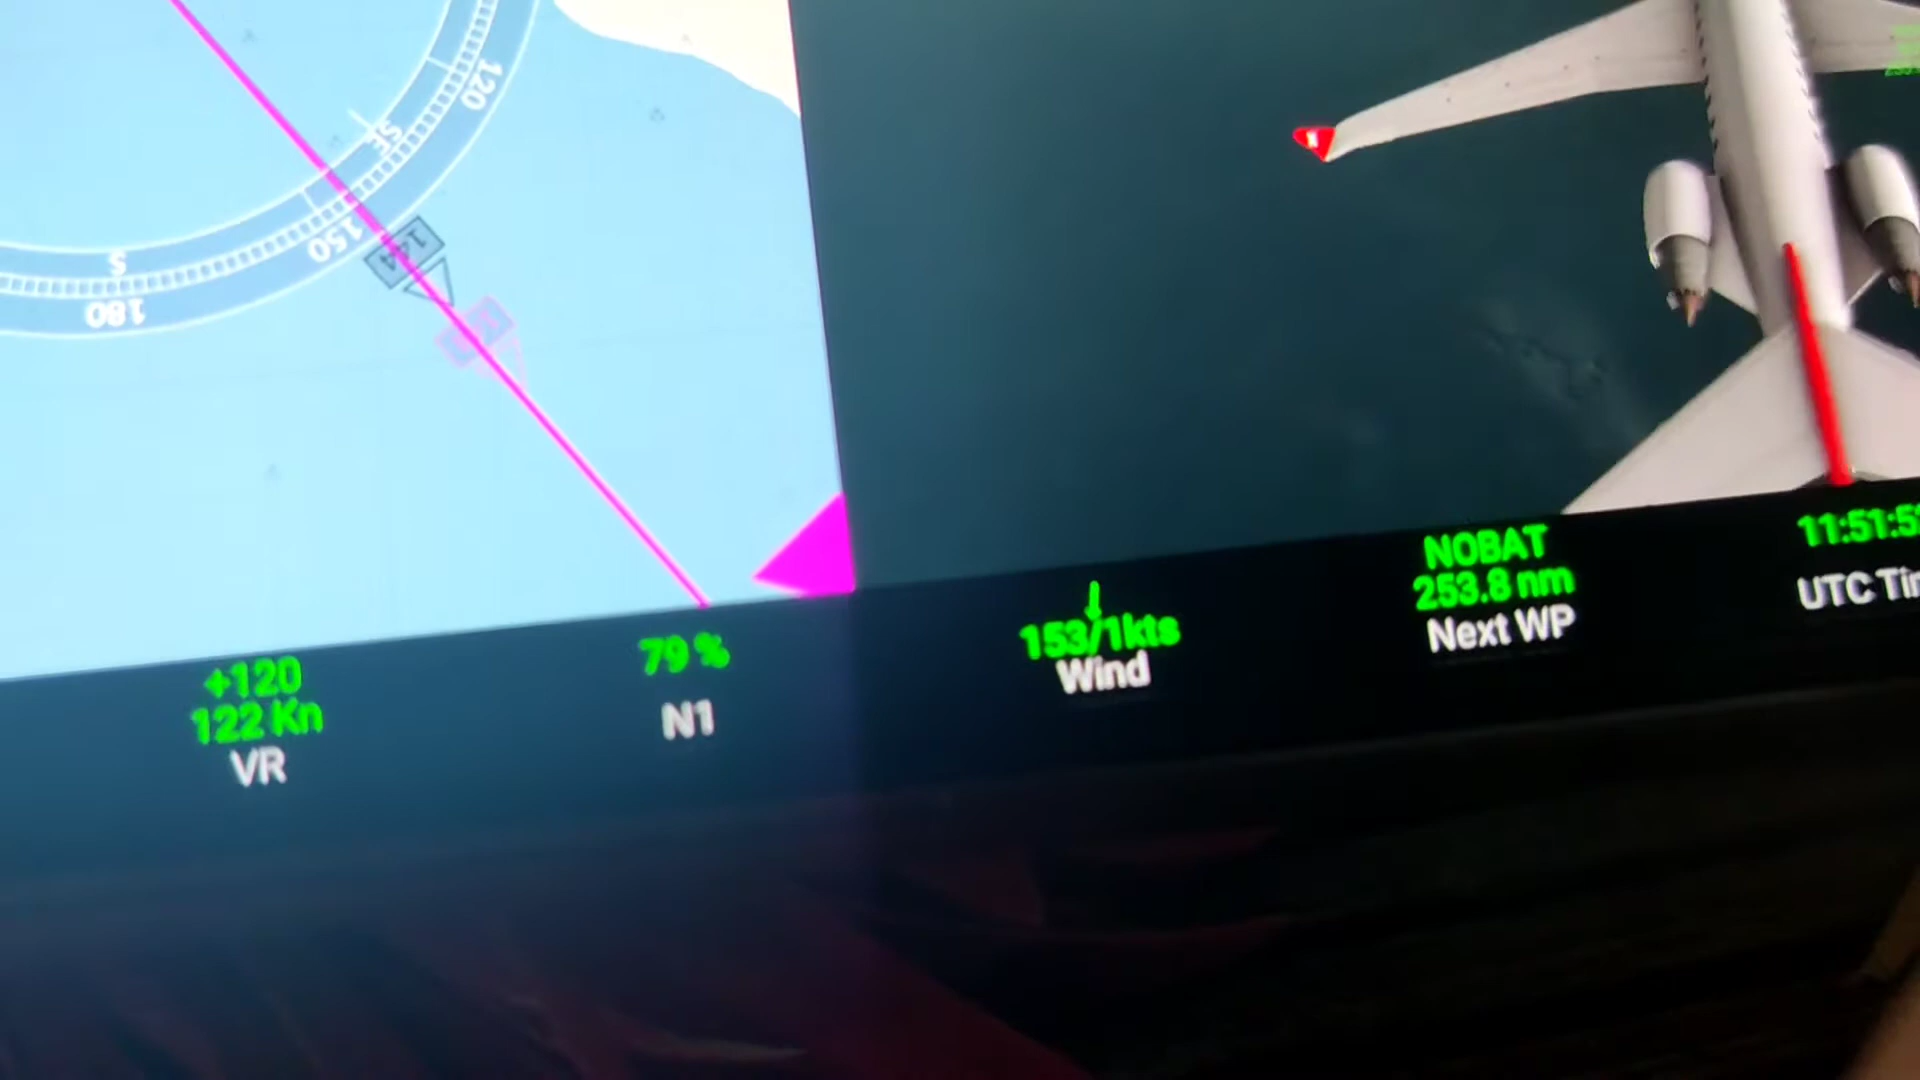 120
SE
150
144
S
180
+120
122 Kn
VR
79 %
N1
153/1kts
Wind
NOBAT
253.8 nm
Next WP
11:51:5
UTC Ti